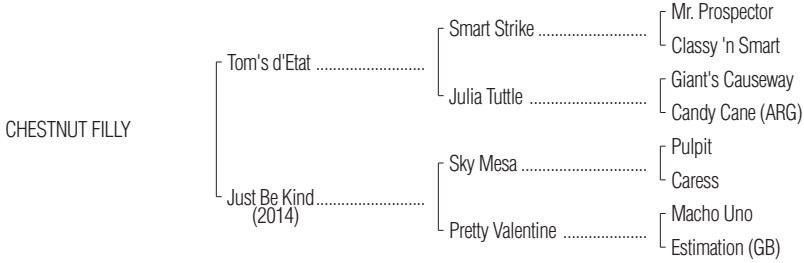 CHESTNUT FILLY
Tom's d'Etat ........................
Just Be Kind........................
(2014)
Smart Strike ........................
Julia Tuttle ..........................
Sky Mesa ............................
Pretty Valentine ..................
Mr. Prospector
Classy 'n Smart
Giant's Causeway
Candy Cane (ARG)
Pulpit
Caress
Macho Uno
Estimation (GB)